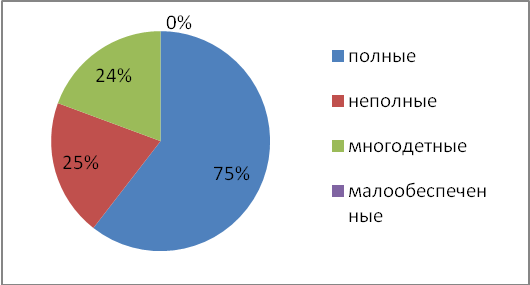 0%
24%
25%
75%
полные
неполные
многодетные
малообеспечен
ные